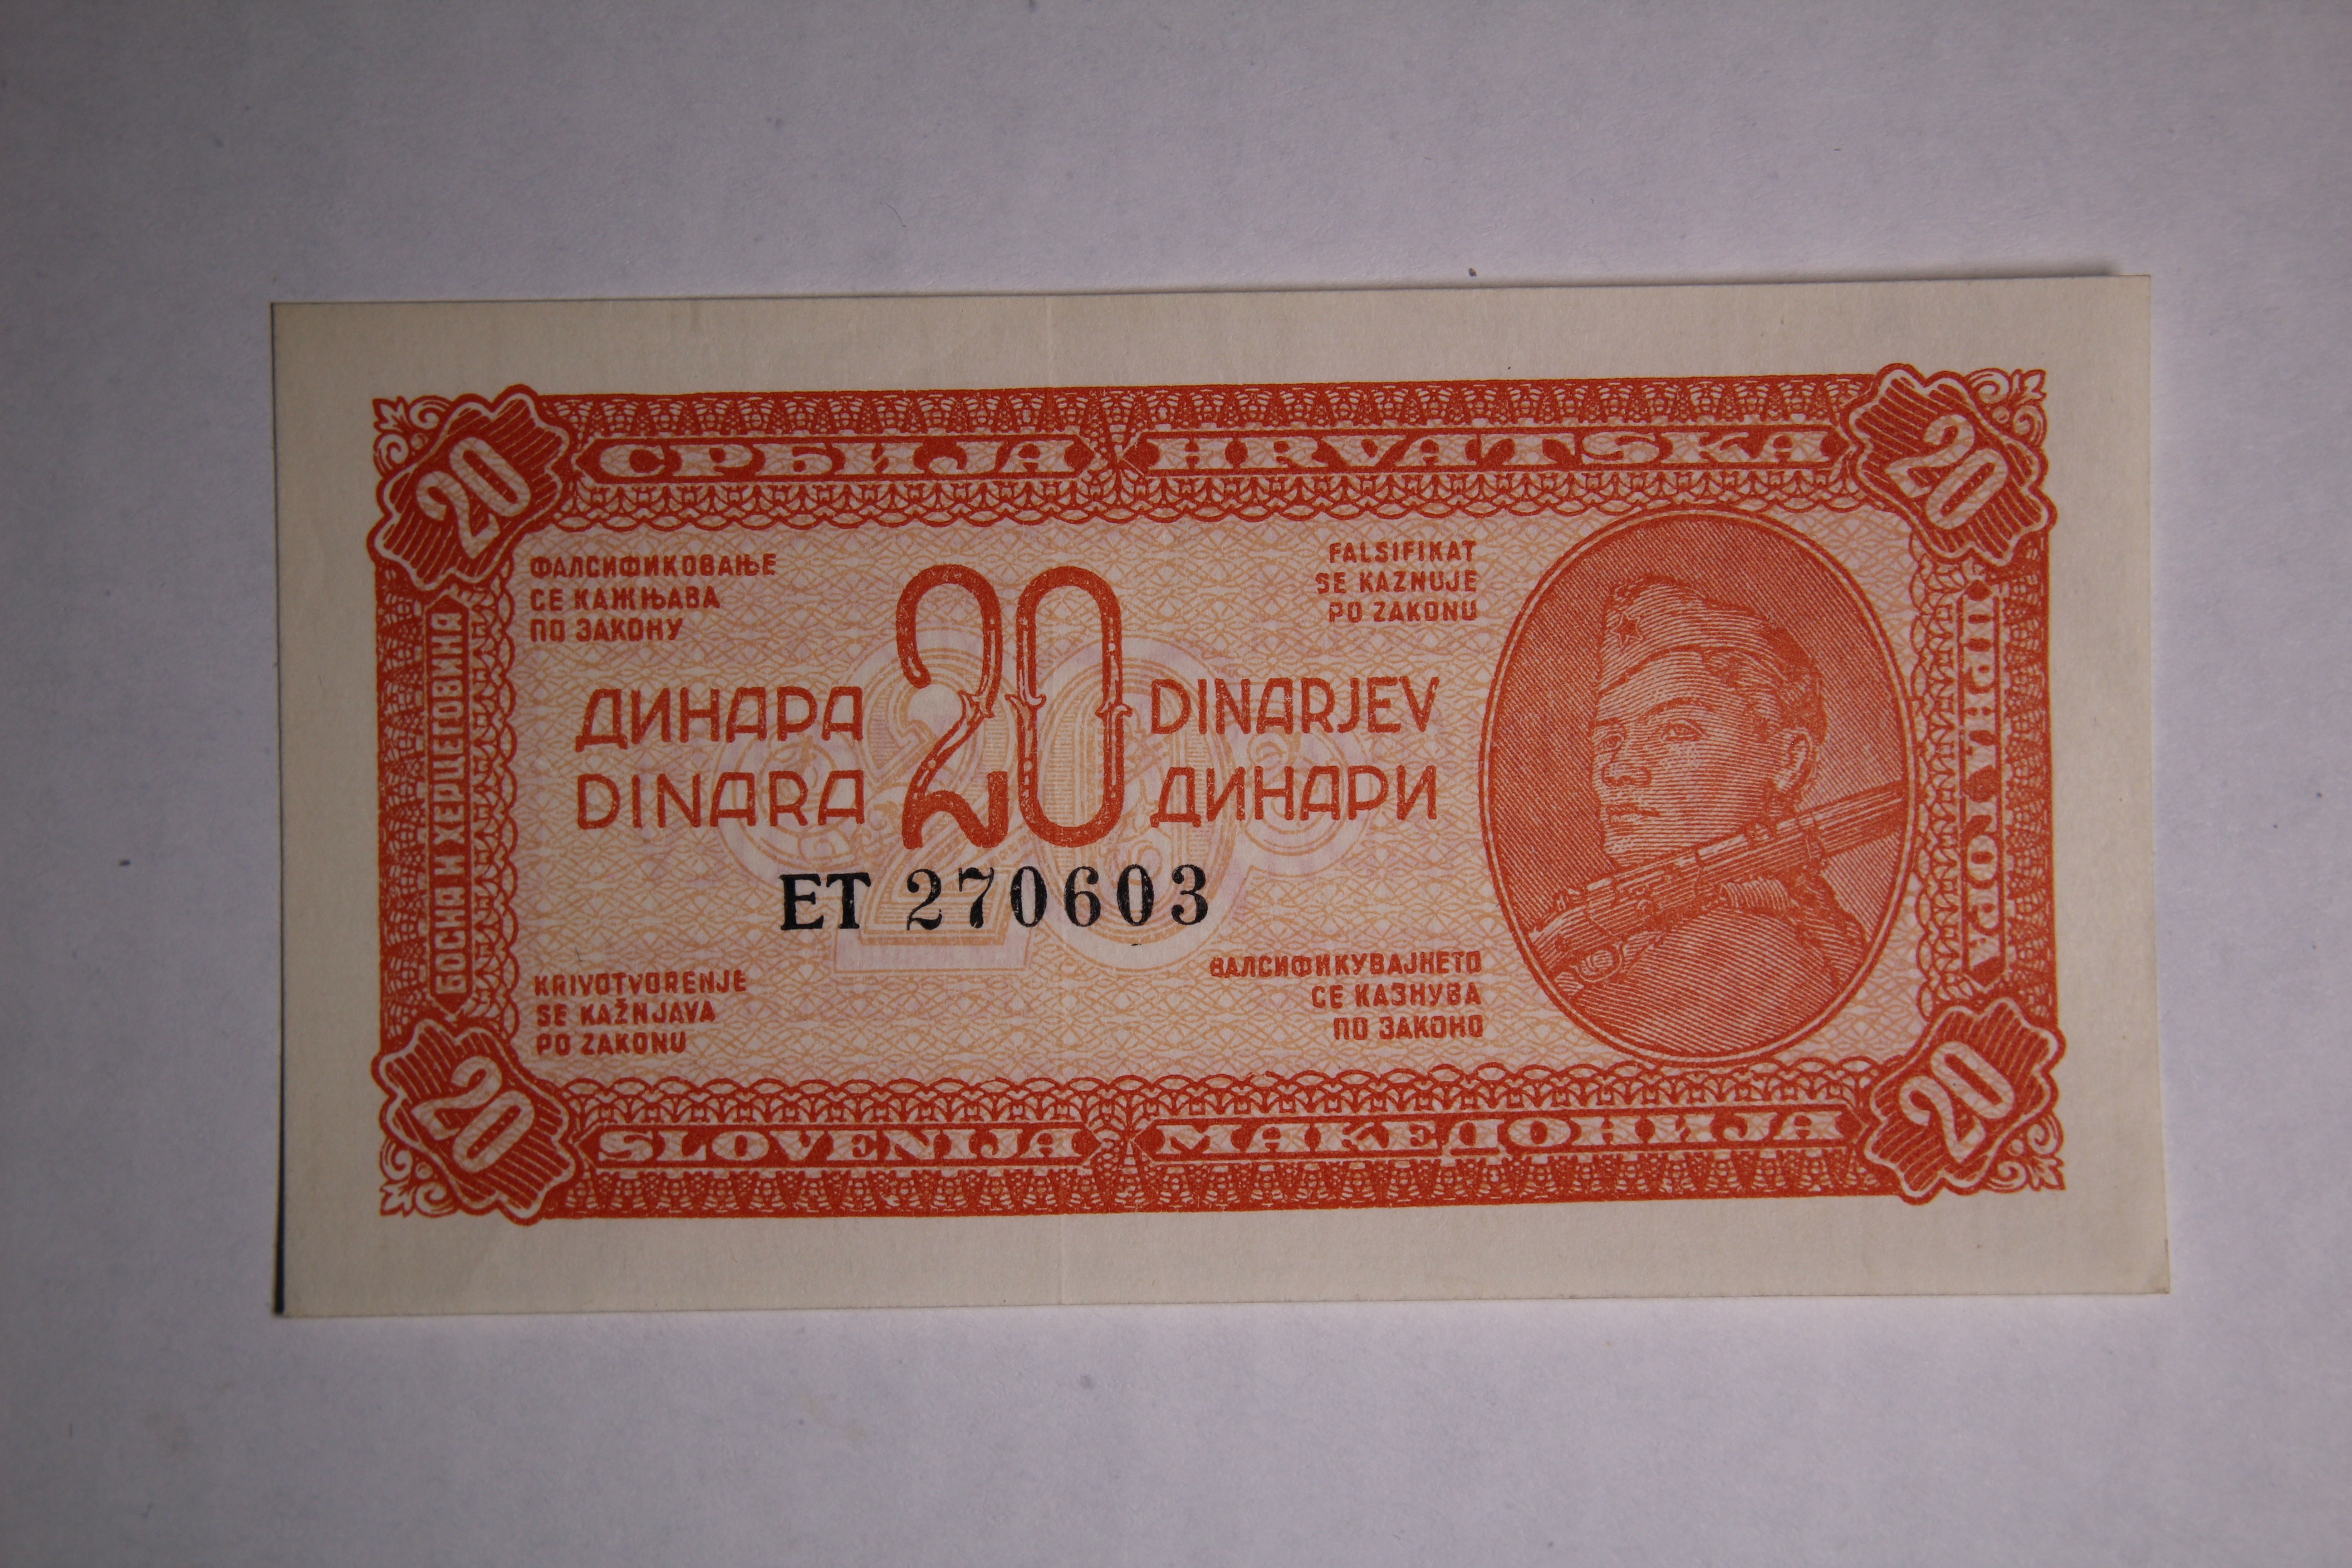 20
СРБИЈА HRVATSKA
20
ФАЛСИФИКОВАЊЕ
СЕ КАЖЊАВА
ПО ЗАКОНУ
FALSIFIKAT
SE KAZNUJE
PO ZAKONU
БОСНА И ХЕРЦЕГОВИНА
20
ДИНАРА
DINARA
DINARJEV
ДИНАРИ
ЦРНА ГОРА
ET 270603
KRIVOTVORENJE
SE KAŽNJAVA
PO ZAKONU
ВАЛСИФИКУВАЈНЕТО
СЕ КАЗНУВА
ПО ЗАКОНО
20
SLOVENIJA МАКЕДОНИЈА
20